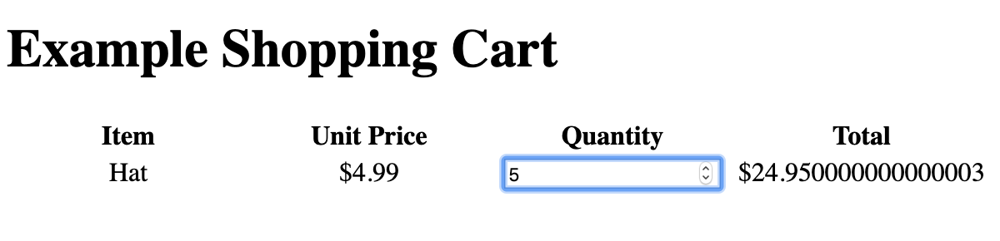 Example Shopping Cart
Item Unit Price Quantity Total
Hat $4.99 5 $24.950000000000003